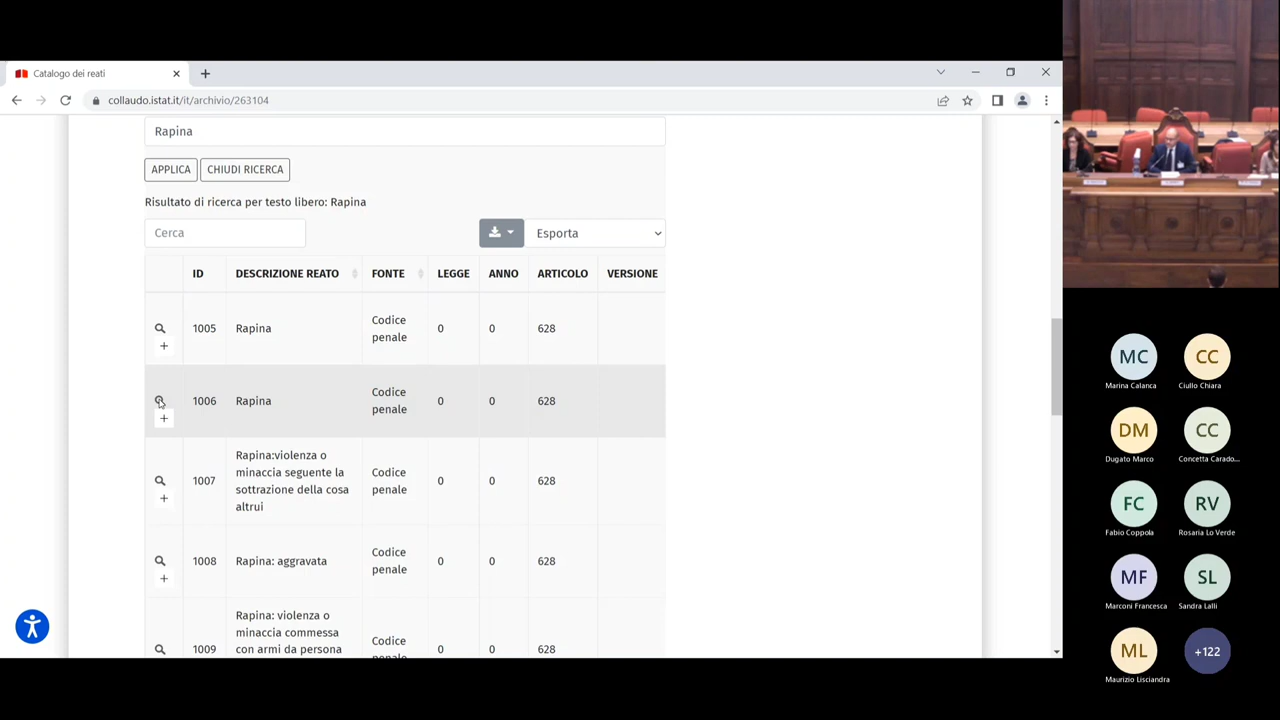 Catalogo dei reati
collaudo.istat.it/it/archivio/263104
Rapina
APPLICA
CHIUDI RICERCA
Risultato di ricerca per testo libero: Rapina
Cerca
Esporta
ID DESCRIZIONE REATO FONTE LEGGE ANNO ARTICOLO VERSIONE
1005 Rapina Codice penale 0 0 628
1006 Rapina Codice penale 0 0 628
1007 Rapina:violenza o minaccia seguente la sottrazione della cosa altrui Codice penale 0 0 628
1008 Rapina: aggravata Codice penale 0 0 628
1009 Rapina: violenza o minaccia commessa con armi da persona Codice penale 0 0 628
MC CC
Marina Calanca Ciullo Chiara
DM CC
Dugato Marco Concetta Carado...
FC RV
Fabio Coppola Rosaria Lo Verde
MF SL
Marconi Francesca Sandra Lalli
ML +122
Maurizio Lisciandra